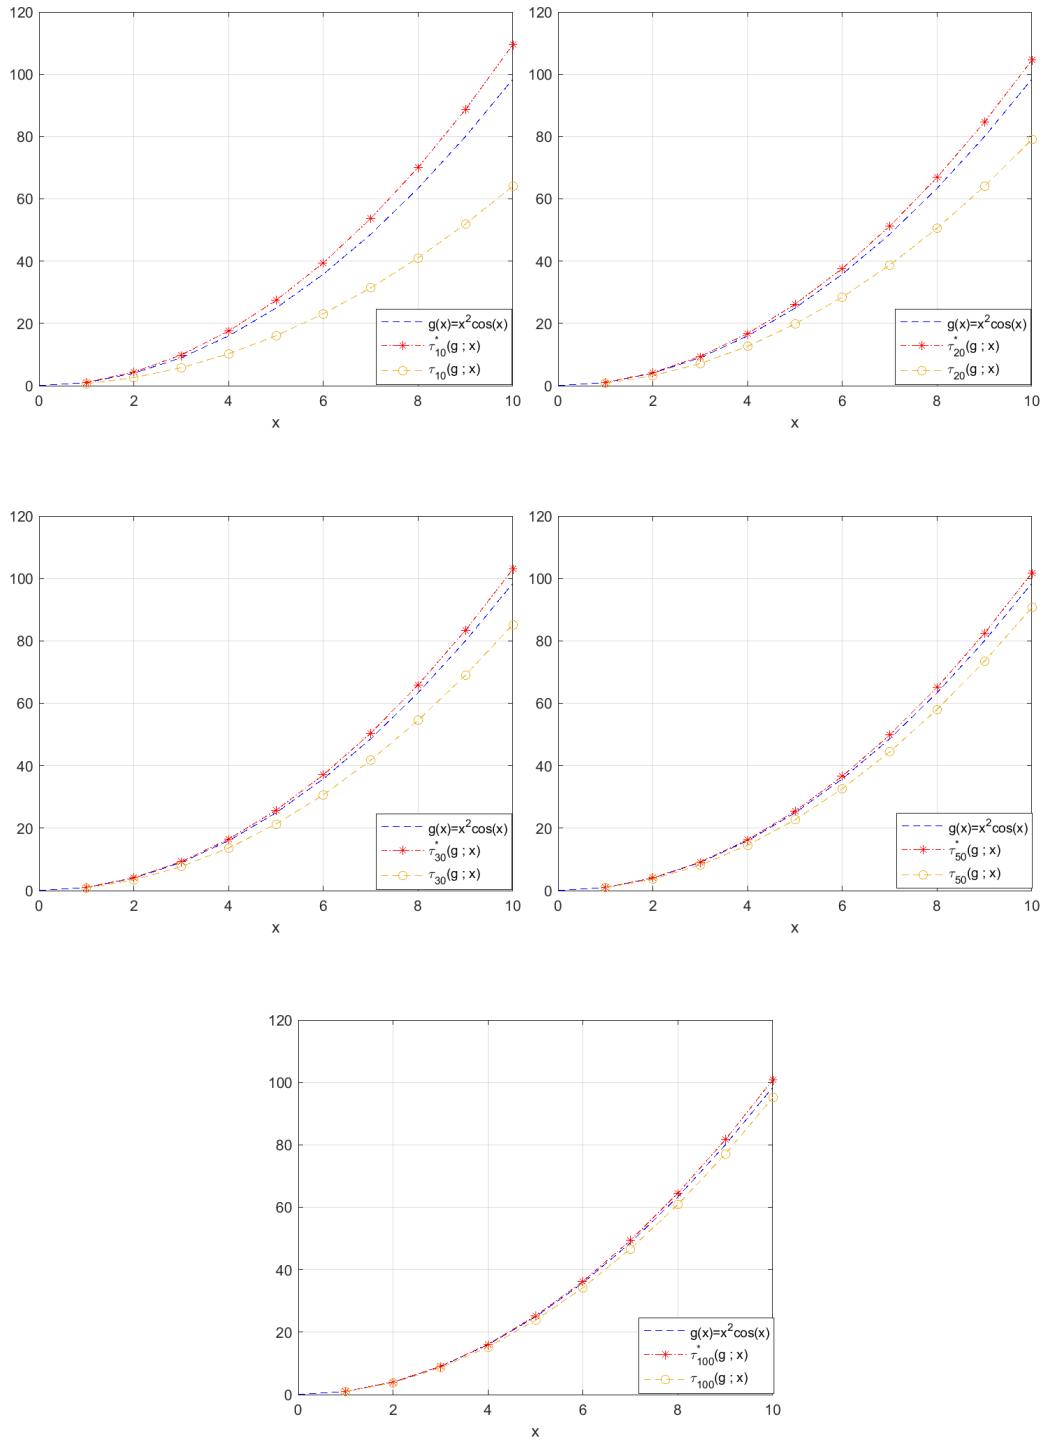 120
100
80
60
40
20
0
0 2 4 6 8 10
x
g(x)=x²cos(x)
τ*₁₀(g ; x)
τ₁₀(g ; x)
120
100
80
60
40
20
0
0 2 4 6 8 10
x
g(x)=x²cos(x)
τ*₂₀(g ; x)
τ₂₀(g ; x)
120
100
80
60
40
20
0
0 2 4 6 8 10
x
g(x)=x²cos(x)
τ*₃₀(g ; x)
τ₃₀(g ; x)
120
100
80
60
40
20
0
0 2 4 6 8 10
x
g(x)=x²cos(x)
τ*₅₀(g ; x)
τ₅₀(g ; x)
120
100
80
60
40
20
0
0 2 4 6 8 10
x
g(x)=x²cos(x)
τ*₁₀₀(g ; x)
τ₁₀₀(g ; x)